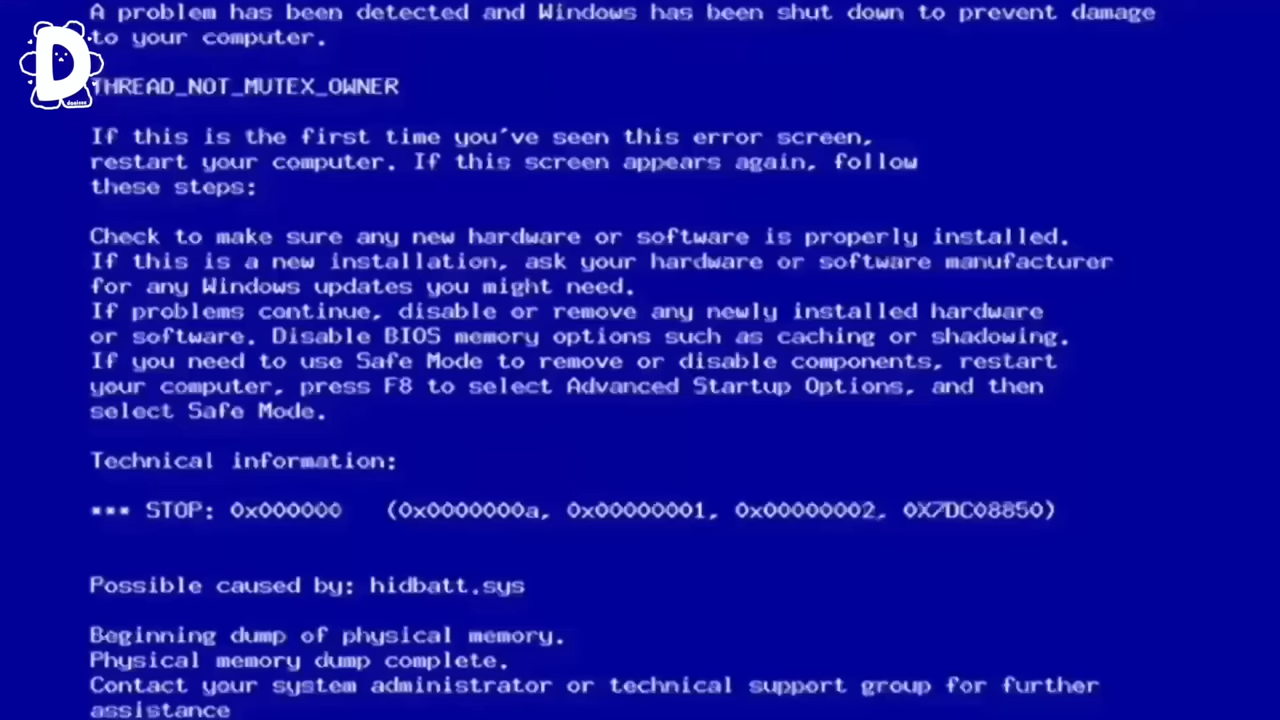 A problem has been detected and Windows has been shut down to prevent damage
to your computer.
D
THREAD_NOT_MUTEX_OWNER
If this is the first time you've seen this error screen,
restart your computer. If this screen appears again, follow
these steps:
Check to make sure any new hardware or software is properly installed.
If this is a new installation, ask your hardware or software manufacturer
for any Windows updates you might need.
If problems continue, disable or remove any newly installed hardware
or software. Disable BIOS memory options such as caching or shadowing.
If you need to use Safe Mode to remove or disable components, restart
your computer, press F8 to select Advanced Startup Options, and then
select Safe Mode.
Technical information:
*** STOP: 0x000000 (0x0000000a, 0x00000001, 0x00000002, 0X7DC08850)
Possible caused by: hidbatt.sys
Beginning dump of physical memory.
Physical memory dump complete.
Contact your system administrator or technical support group for further
assistance